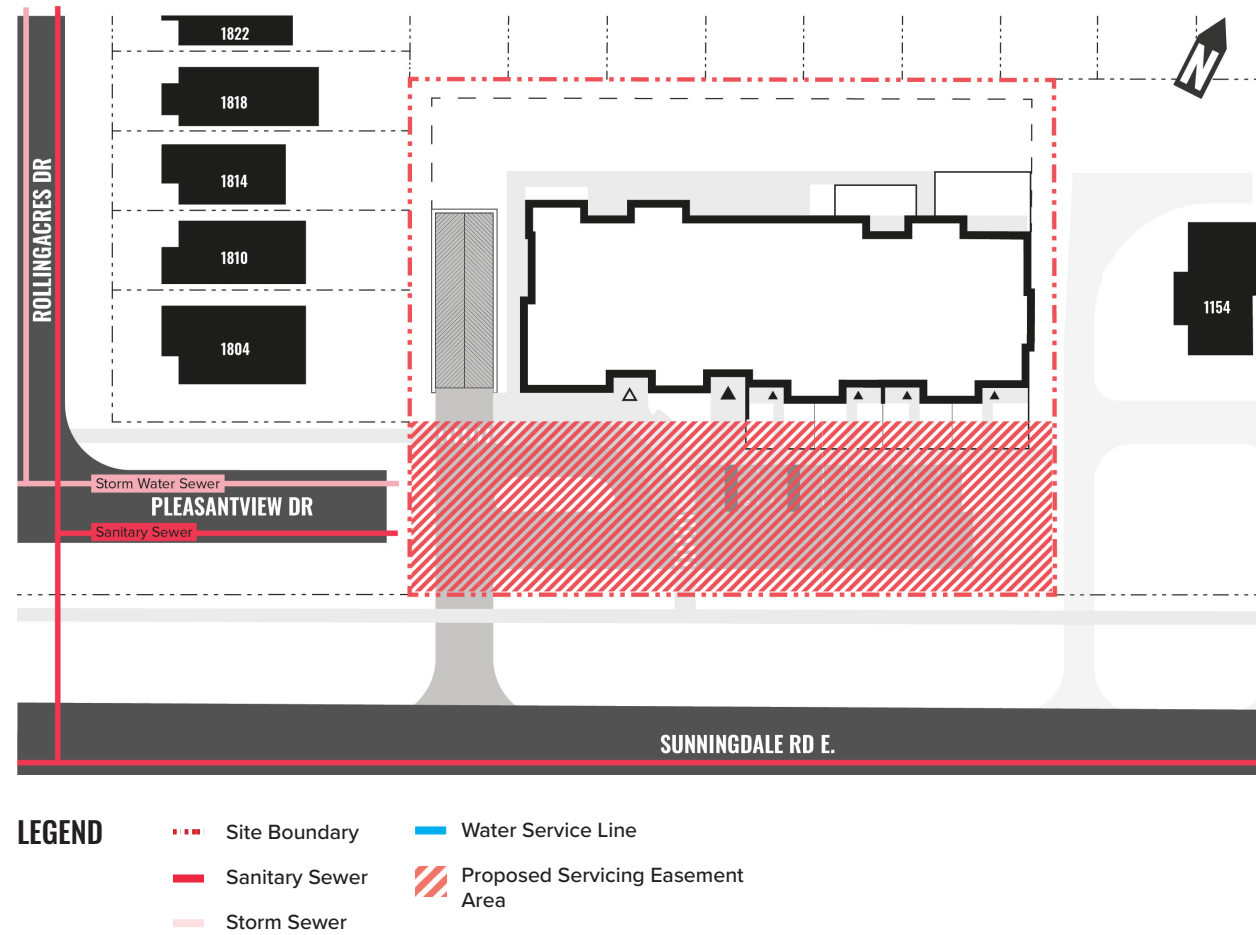 1822
1818
1814
1810
1804
1154
N
ROLLINGACRES DR
Storm Water Sewer
PLEASANTVIEW DR
Sanitary Sewer
SUNNINGDALE RD E.
LEGEND
Site Boundary
Sanitary Sewer
Storm Sewer
Water Service Line
Proposed Servicing Easement
Area